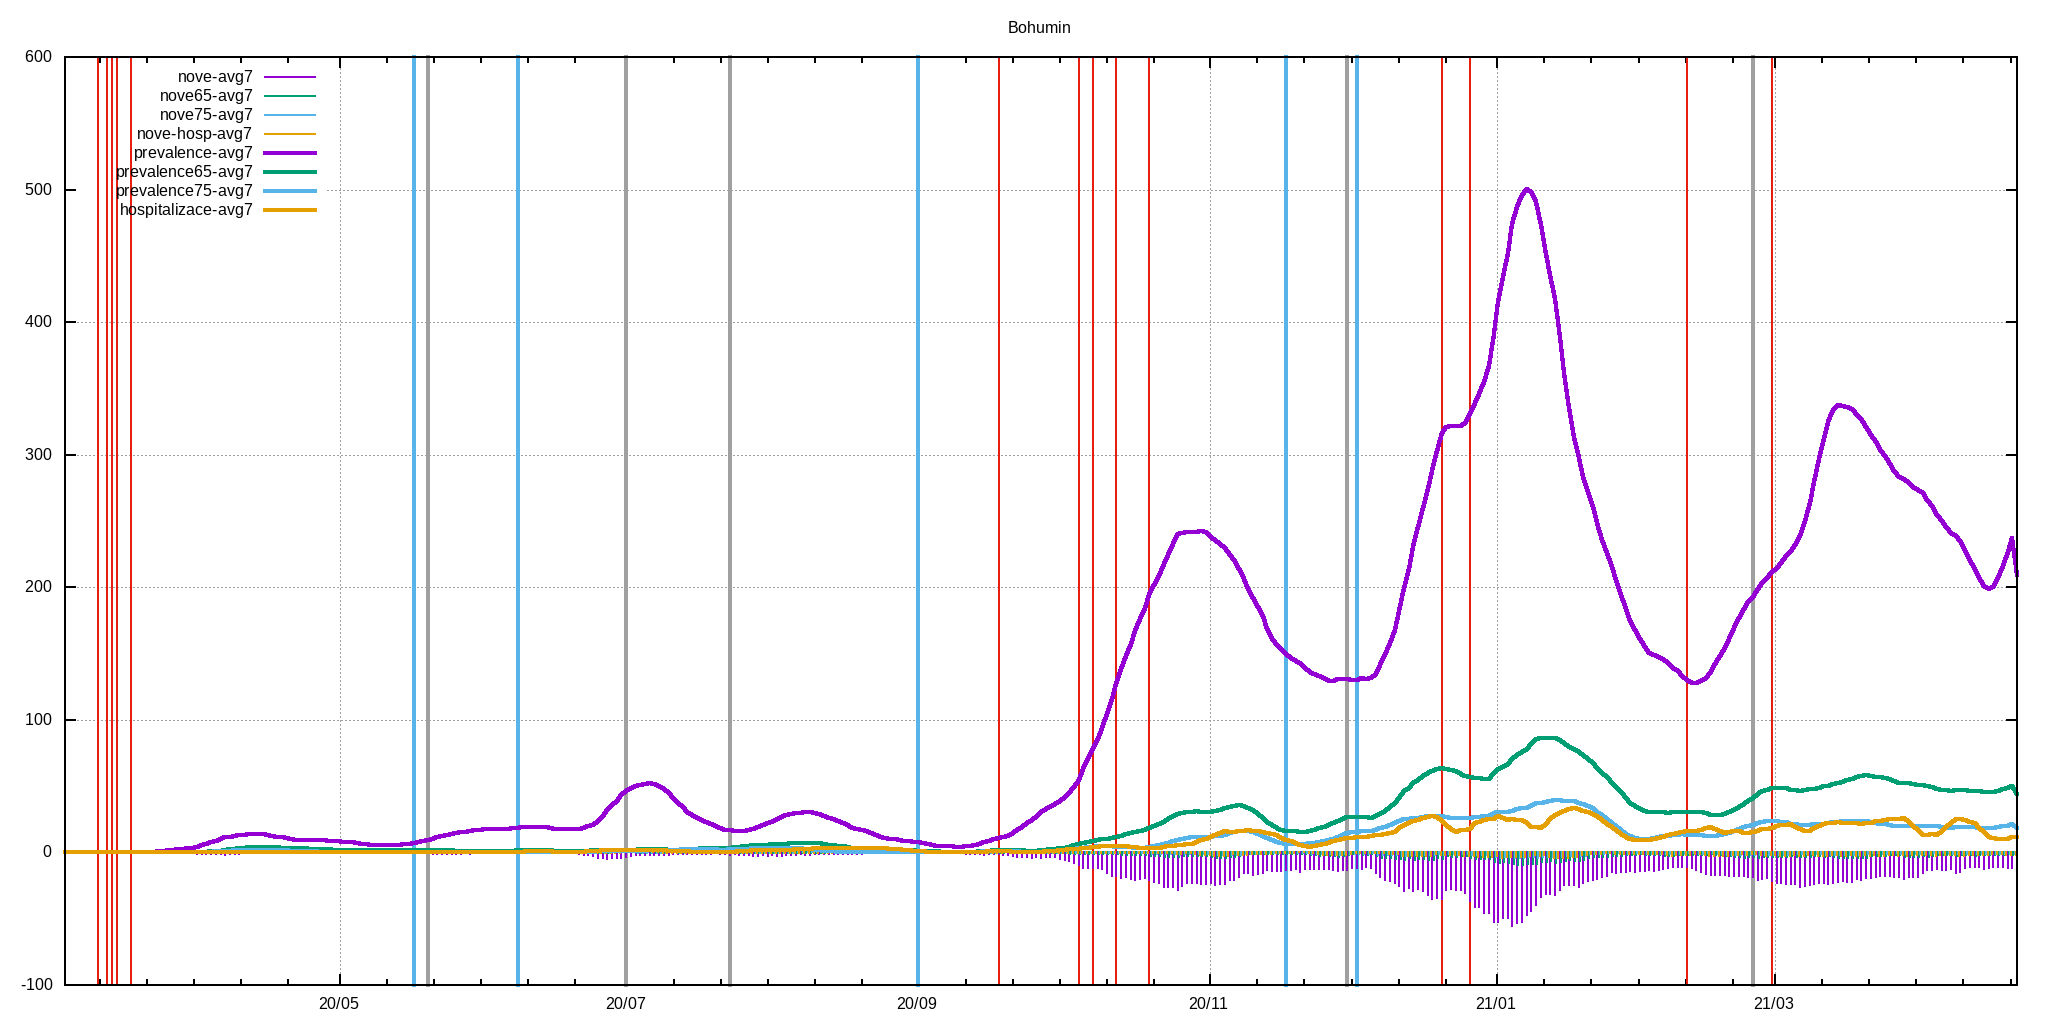 Bohumin
600
500
400
300
200
100
0
-100
nove-avg7
nove65-avg7
nove75-avg7
nove-hosp-avg7
prevalence-avg7
prevalence65-avg7
prevalence75-avg7
hospitalizace-avg7
20/05
20/07
20/09
20/11
21/01
21/03